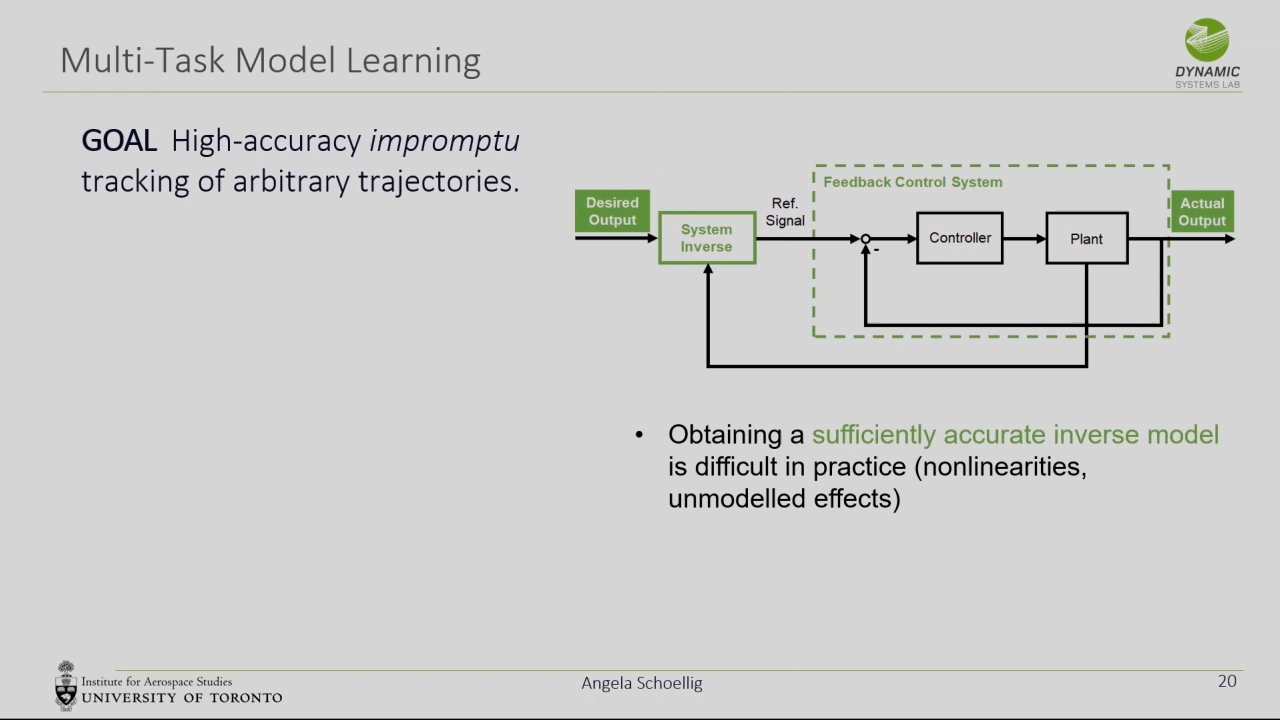 Multi-Task Model Learning
DYNAMIC
SYSTEMS LAB
GOAL High-accuracy impromptu
tracking of arbitrary trajectories.
Desired
Output
System
Inverse
Ref.
Signal
Feedback Control System
-
Controller
Plant
Actual
Output
• Obtaining a sufficiently accurate inverse model
is difficult in practice (nonlinearities,
unmodelled effects)
Institute for Aerospace Studies
UNIVERSITY OF TORONTO
Angela Schoellig
20